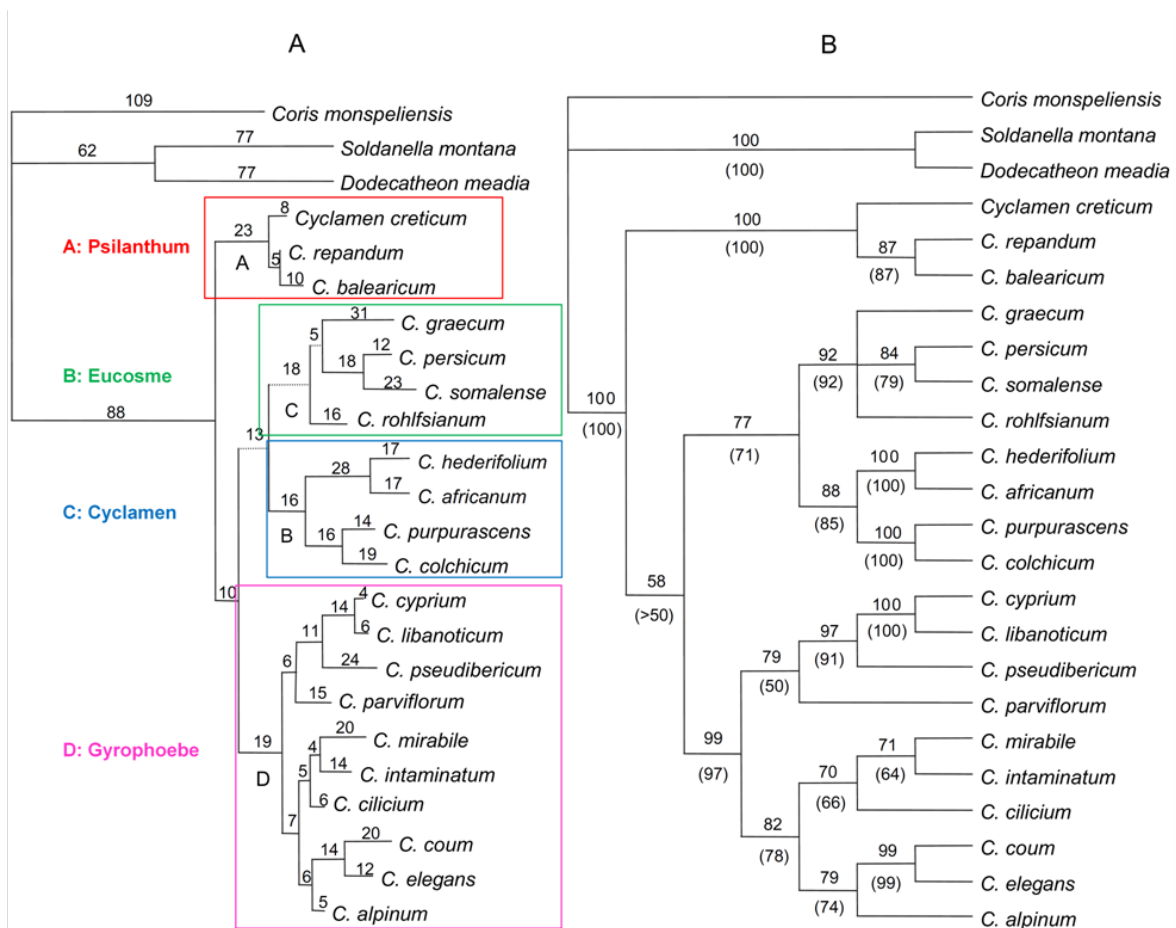 A
109
Coris monspeliensis
77
Soldanella montana
62
77
Dodecatheon meadia
8
Cyclamen creticum
23
A: Psilanthum
C. repandum
5
A
10
C. balearicum
31
C. graecum
5
12
C. persicum
18
18
B: Eucosme
23
C. somalense
C
16
C. rohlfsianum
88
13
17
C. hederifolium
28
17
C. africanum
16
C: Cyclamen
14
C. purpurascens
16
B
19
C. colchicum
10
4
C. cyprium
14
6
C. libanoticum
11
24
C. pseudibericum
6
15
C. parviflorum
20
C. mirabile
19
D: Gyrophoebe
4
14
C. intaminatum
D
5
6
C. cilicium
7
20
C. coum
14
12
C. elegans
6
5
C. alpinum
B
Coris monspeliensis
Soldanella montana
100
(100)
Dodecatheon meadia
Cyclamen creticum
100
(100)
C. repandum
87
(87)
C. balearicum
C. graecum
C. persicum
92
84
(92)
(79)
C. somalense
100
(100)
C. rohlfsianum
77
(71)
C. hederifolium
100
(100)
C. africanum
88
(85)
C. purpurascens
100
(100)
C. colchicum
58
(>50)
C. cyprium
100
(100)
C. libanoticum
97
(91)
C. pseudibericum
79
(50)
C. parviflorum
99
(97)
C. mirabile
71
(64)
C. intaminatum
70
(66)
C. cilicium
82
(78)
C. coum
99
(99)
C. elegans
79
(74)
C. alpinum